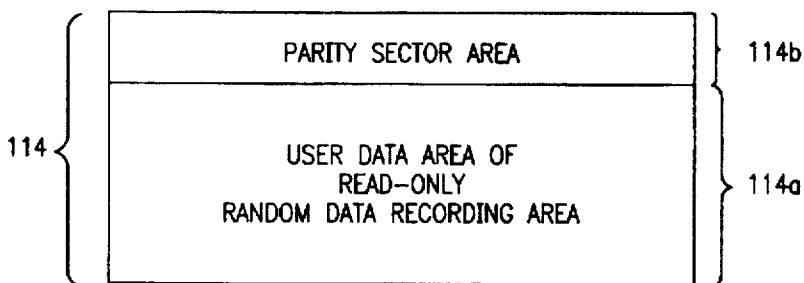 PARITY SECTOR AREA
114b
114
USER DATA AREA OF
READ-ONLY
RANDOM DATA RECORDING AREA
114a